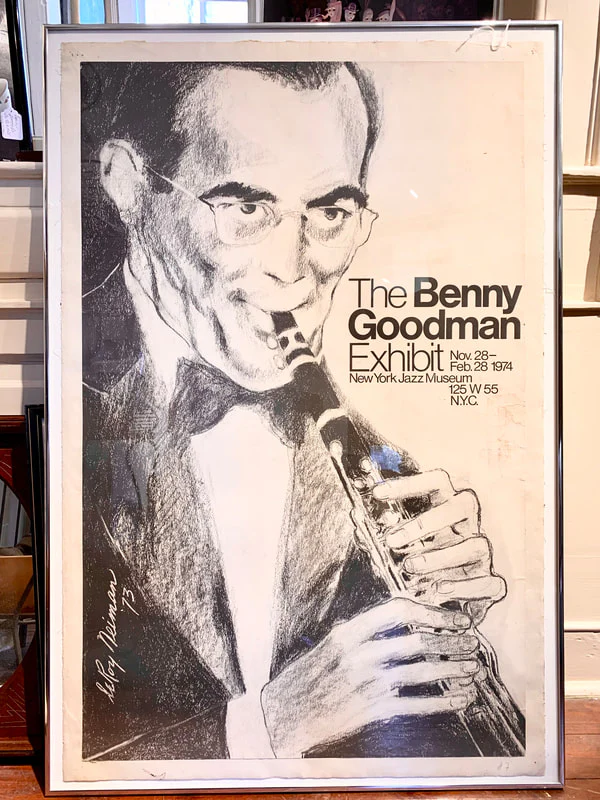 The Benny
Goodman
Exhibit Nov. 28–
Feb. 28 1974
New York Jazz Museum
125 W 55
N.Y.C.
LeRoy Neiman
'73